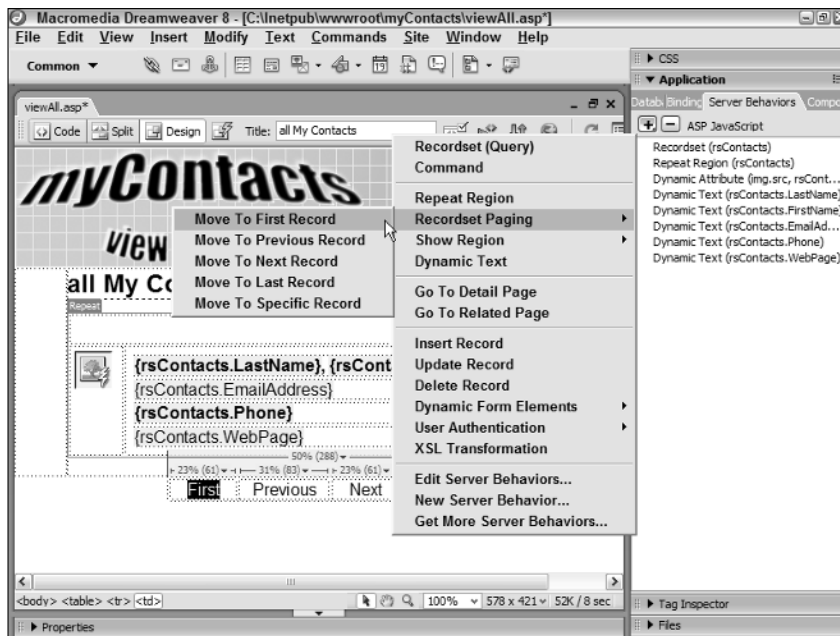 Macromedia Dreamweaver 8 - [C:\Inetpub\wwwroot\myContacts\viewAll.asp*]
File Edit View Insert Modify Text Commands Site Window Help
Common
CSS
Application
viewAll.asp*
Code Split Design Title: all My Contacts
Bindings Server Behaviors
ASP JavaScript
Recordset (rsContacts)
Repeat Region (rsContacts)
Dynamic Attribute (img.src, rsCont...
Dynamic Text (rsContacts.LastName)
Dynamic Text (rsContacts.FirstName)
Dynamic Text (rsContacts.EmailAd...
Dynamic Text (rsContacts.Phone)
Dynamic Text (rsContacts.WebPage)
Recordset (Query)
Command
Repeat Region
Recordset Paging
Show Region
Dynamic Text
Go To Detail Page
Go To Related Page
Insert Record
Update Record
Delete Record
Dynamic Form Elements
User Authentication
XSL Transformation
Edit Server Behaviors...
New Server Behavior...
Get More Server Behaviors...
Move To First Record
Move To Previous Record
Move To Next Record
Move To Last Record
Move To Specific Record
myContacts
view
all My Co
Repeat
{rsContacts.LastName}, {rsCont
{rsContacts.EmailAddress}
{rsContacts.Phone}
{rsContacts.WebPage}
50% (288)
23% (61) 31% (83) 23% (61)
First Previous Next
<body> <table> <tr> <td>
100% 578 x 421 52K / 8 sec
Properties
Tag Inspector
Files